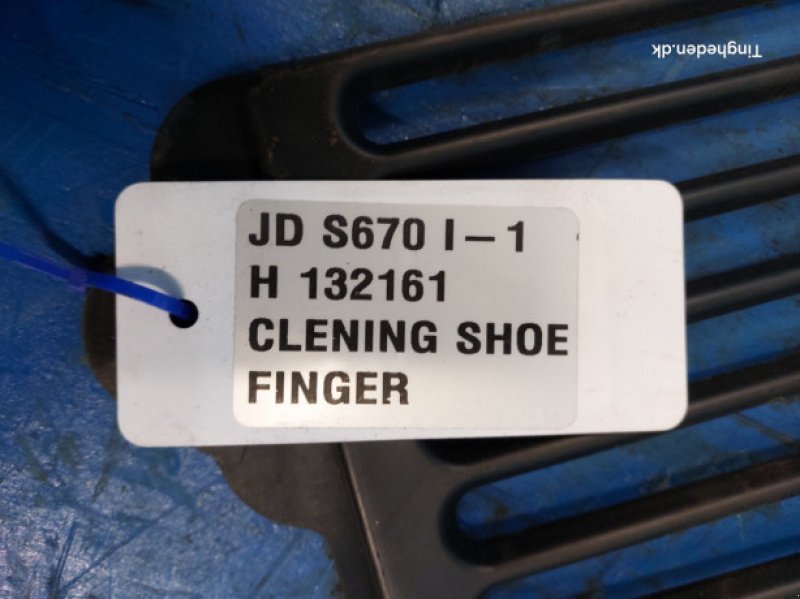 Tingheden.dk
JD S670 I-1
H 132161
CLENING SHOE
FINGER